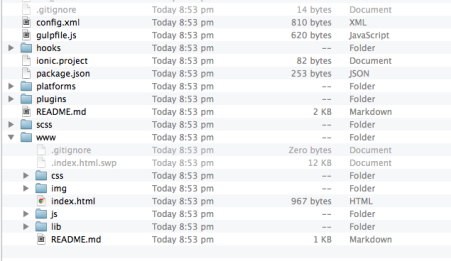 .gitignore Today 8:53 pm 14 bytes Document
config.xml Today 8:53 pm 810 bytes XML
gulpfile.js Today 8:53 pm 620 bytes JavaScript
hooks Today 8:53 pm -- Folder
ionic.project Today 8:53 pm 82 bytes Document
package.json Today 8:53 pm 253 bytes JSON
platforms Today 8:53 pm -- Folder
plugins Today 8:53 pm -- Folder
README.md Today 8:53 pm 2 KB Markdown
scss Today 8:53 pm -- Folder
www Today 8:53 pm -- Folder
.gitignore Today 8:53 pm Zero bytes Document
.index.html.swp Today 8:53 pm 12 KB Document
css Today 8:53 pm -- Folder
img Today 8:53 pm -- Folder
index.html Today 8:53 pm 967 bytes HTML
js Today 8:53 pm -- Folder
lib Today 8:53 pm -- Folder
README.md Today 8:53 pm 1 KB Markdown